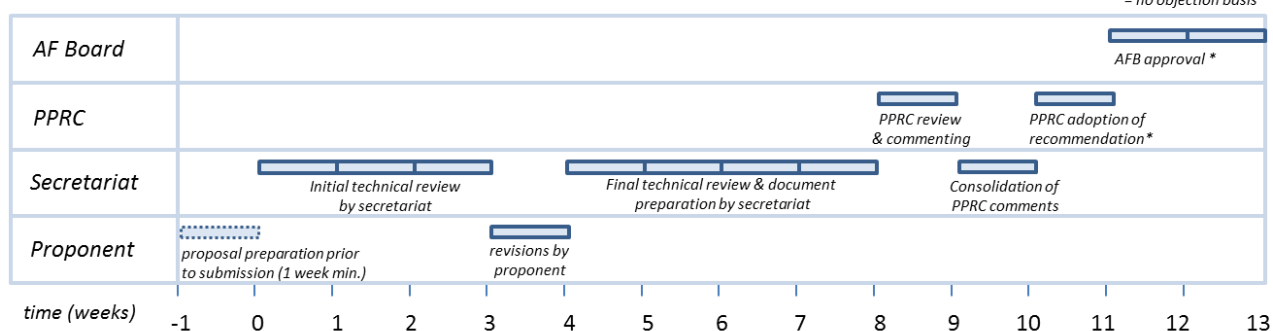 = no objection basis
AF Board
AFB approval *
PPRC
PPRC review
& commenting
PPRC adoption of
recommendation*
Secretariat
Initial technical review
by secretariat
Final technical review & document
preparation by secretariat
Consolidation of
PPRC comments
Proponent
proposal preparation prior
to submission (1 week min.)
revisions by
proponent
time (weeks)
-1 0 1 2 3 4 5 6 7 8 9 10 11 12 13